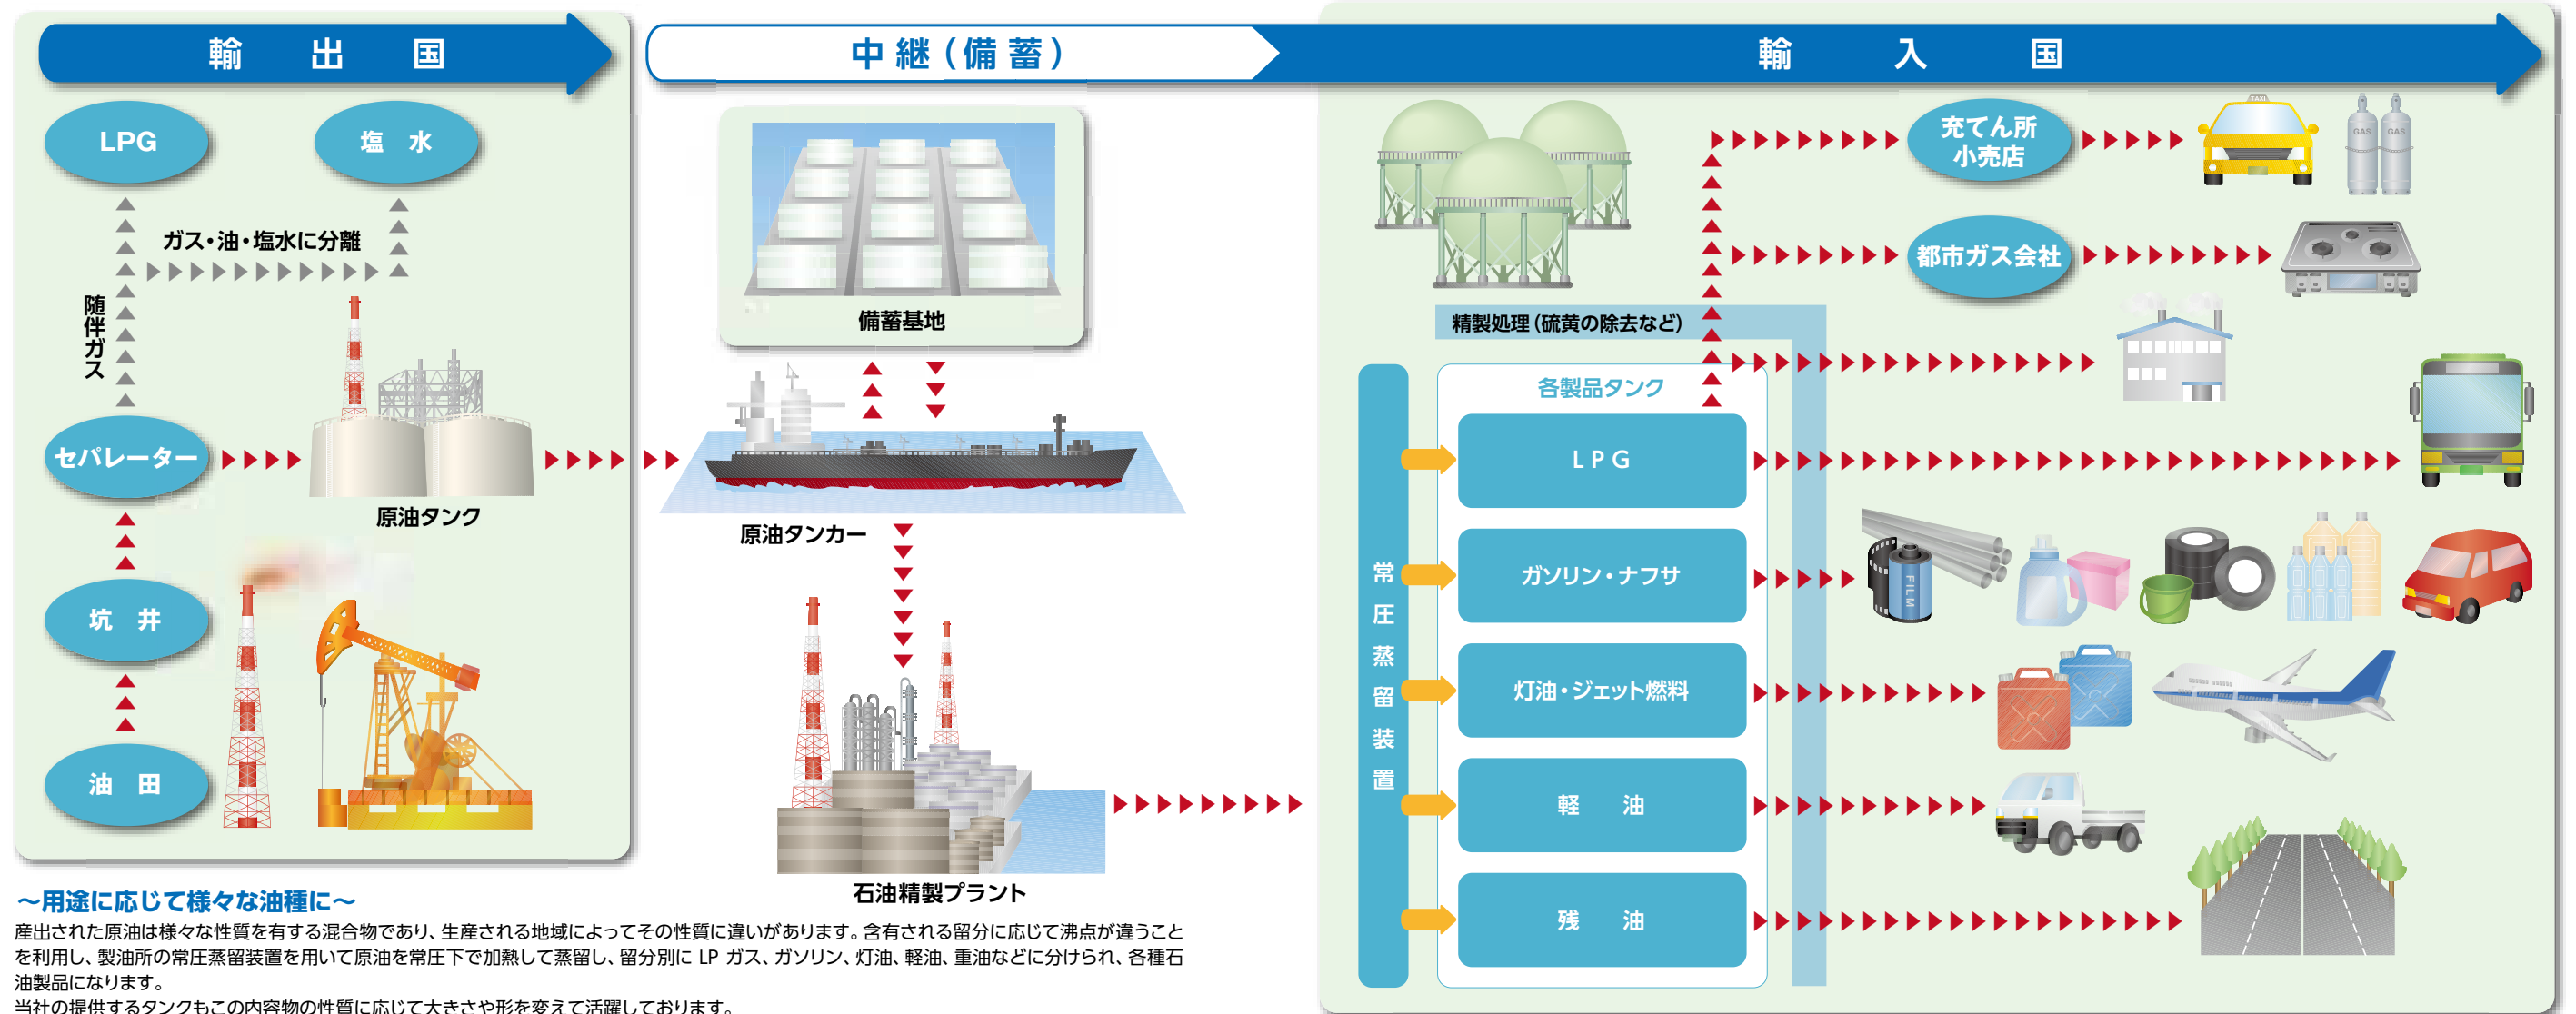 輸出国
中継（備蓄）
輸入国
LPG
塩水
ガス・油・塩水に分離
随伴ガス
セパレーター
原油タンク
坑井
油田
備蓄基地
原油タンカー
石油精製プラント
充てん所
小売店
GAS GAS
都市ガス会社
精製処理（硫黄の除去など）
常圧蒸留装置
各製品タンク
LPG
ガソリン・ナフサ
FILM
灯油・ジェット燃料
軽油
残油
～用途に応じて様々な油種に～
産出された原油は様々な性質を有する混合物であり、生産される地域によってその性質に違いがあります。含有される留分に応じて沸点が違うこと
を利用し、製油所の常圧蒸留装置を用いて原油を常圧下で加熱して蒸留し、留分別に LP ガス、ガソリン、灯油、軽油、重油などに分けられ、各種石
油製品になります。
当社の提供するタンクもこの内容物の性質に応じて大きさや形を変えて活躍しております。